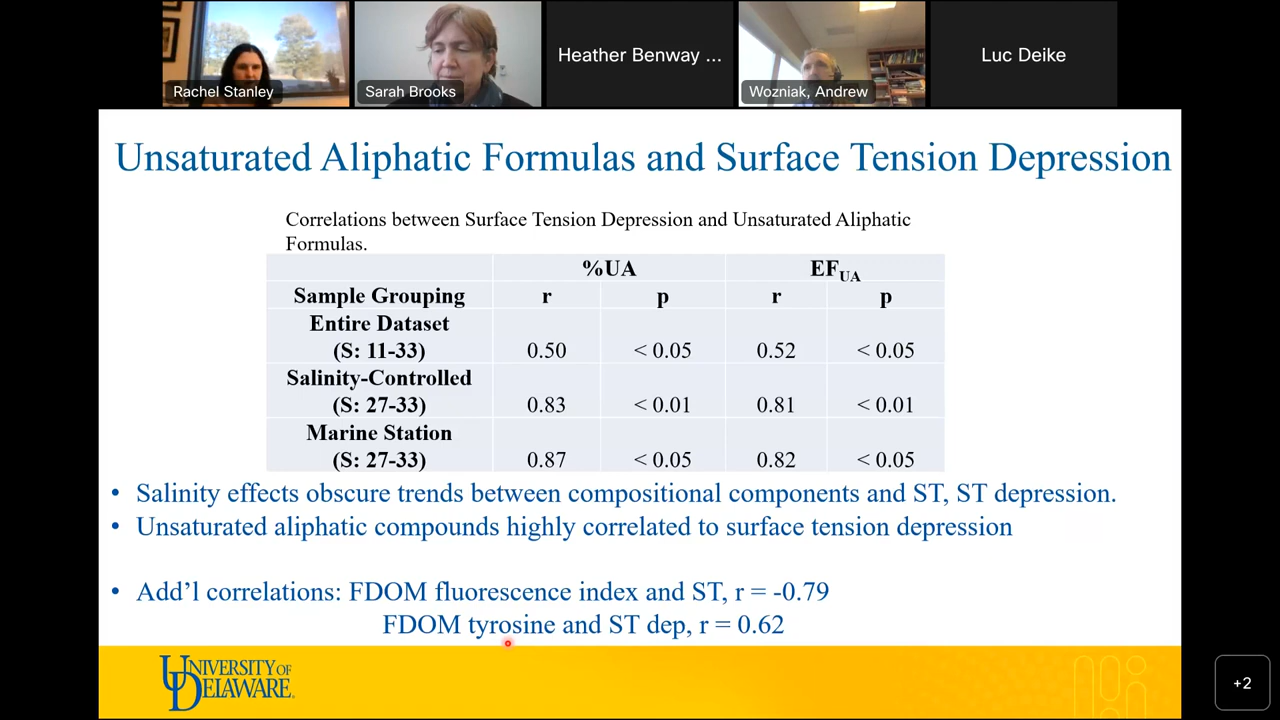 Rachel Stanley
Sarah Brooks
Heather Benway ...
Wozniak, Andrew
Luc Deike
Unsaturated Aliphatic Formulas and Surface Tension Depression
Correlations between Surface Tension Depression and Unsaturated Aliphatic
Formulas.
%UA EFUA
Sample Grouping r p r p
Entire Dataset
(S: 11-33) 0.50 < 0.05 0.52 < 0.05
Salinity-Controlled
(S: 27-33) 0.83 < 0.01 0.81 < 0.01
Marine Station
(S: 27-33) 0.87 < 0.05 0.82 < 0.05
• Salinity effects obscure trends between compositional components and ST, ST depression.
• Unsaturated aliphatic compounds highly correlated to surface tension depression
• Add’l correlations: FDOM fluorescence index and ST, r = -0.79
FDOM tyrosine and ST dep, r = 0.62
UNIVERSITY OF
DELAWARE.
+2